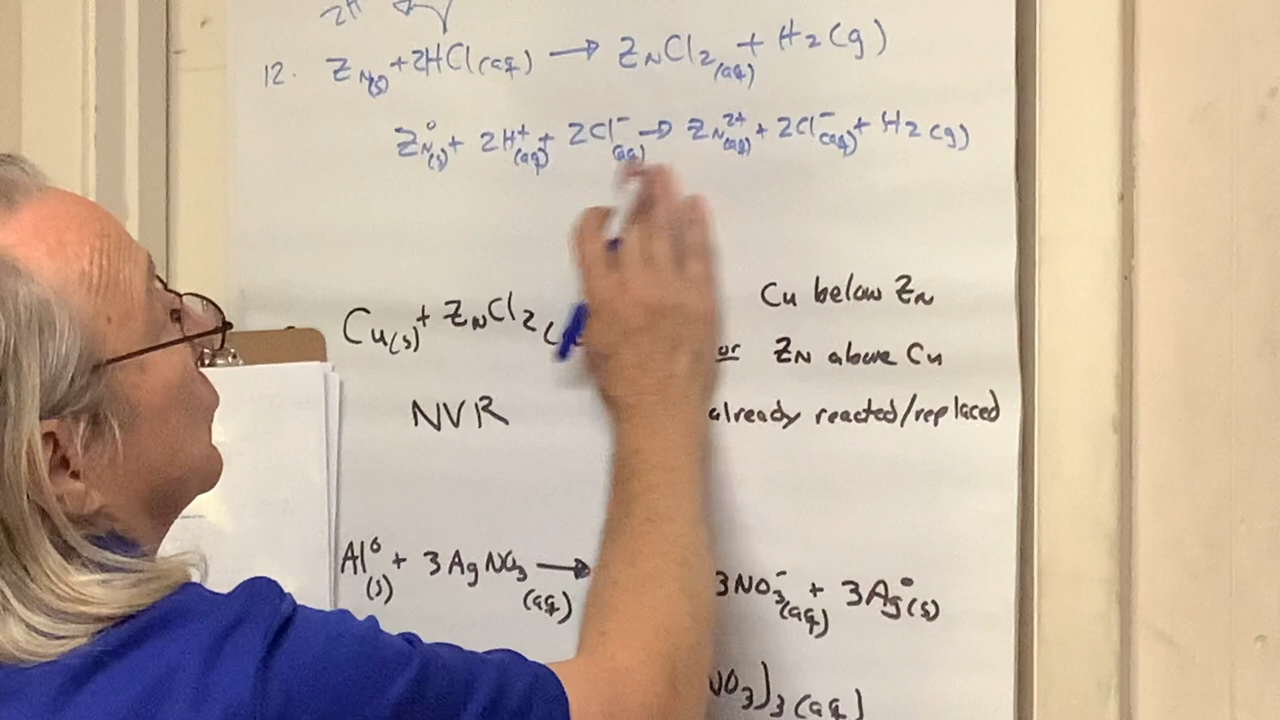 2H
12. ZN(s) + 2HCl(aq) → ZNCl2(aq) + H2(g)
ZN°(s) + 2H+(aq) + 2Cl-(aq) → ZN2+(aq) + 2Cl-(aq) + H2(g)
Cu(s) + ZNCl2(
Cu below ZN
or ZN above Cu
NVR
already reacted/replaced
Al°(s) + 3AgNO3(aq) →
3NO3-(aq) + 3Ag°(s)
NO3)3(aq)